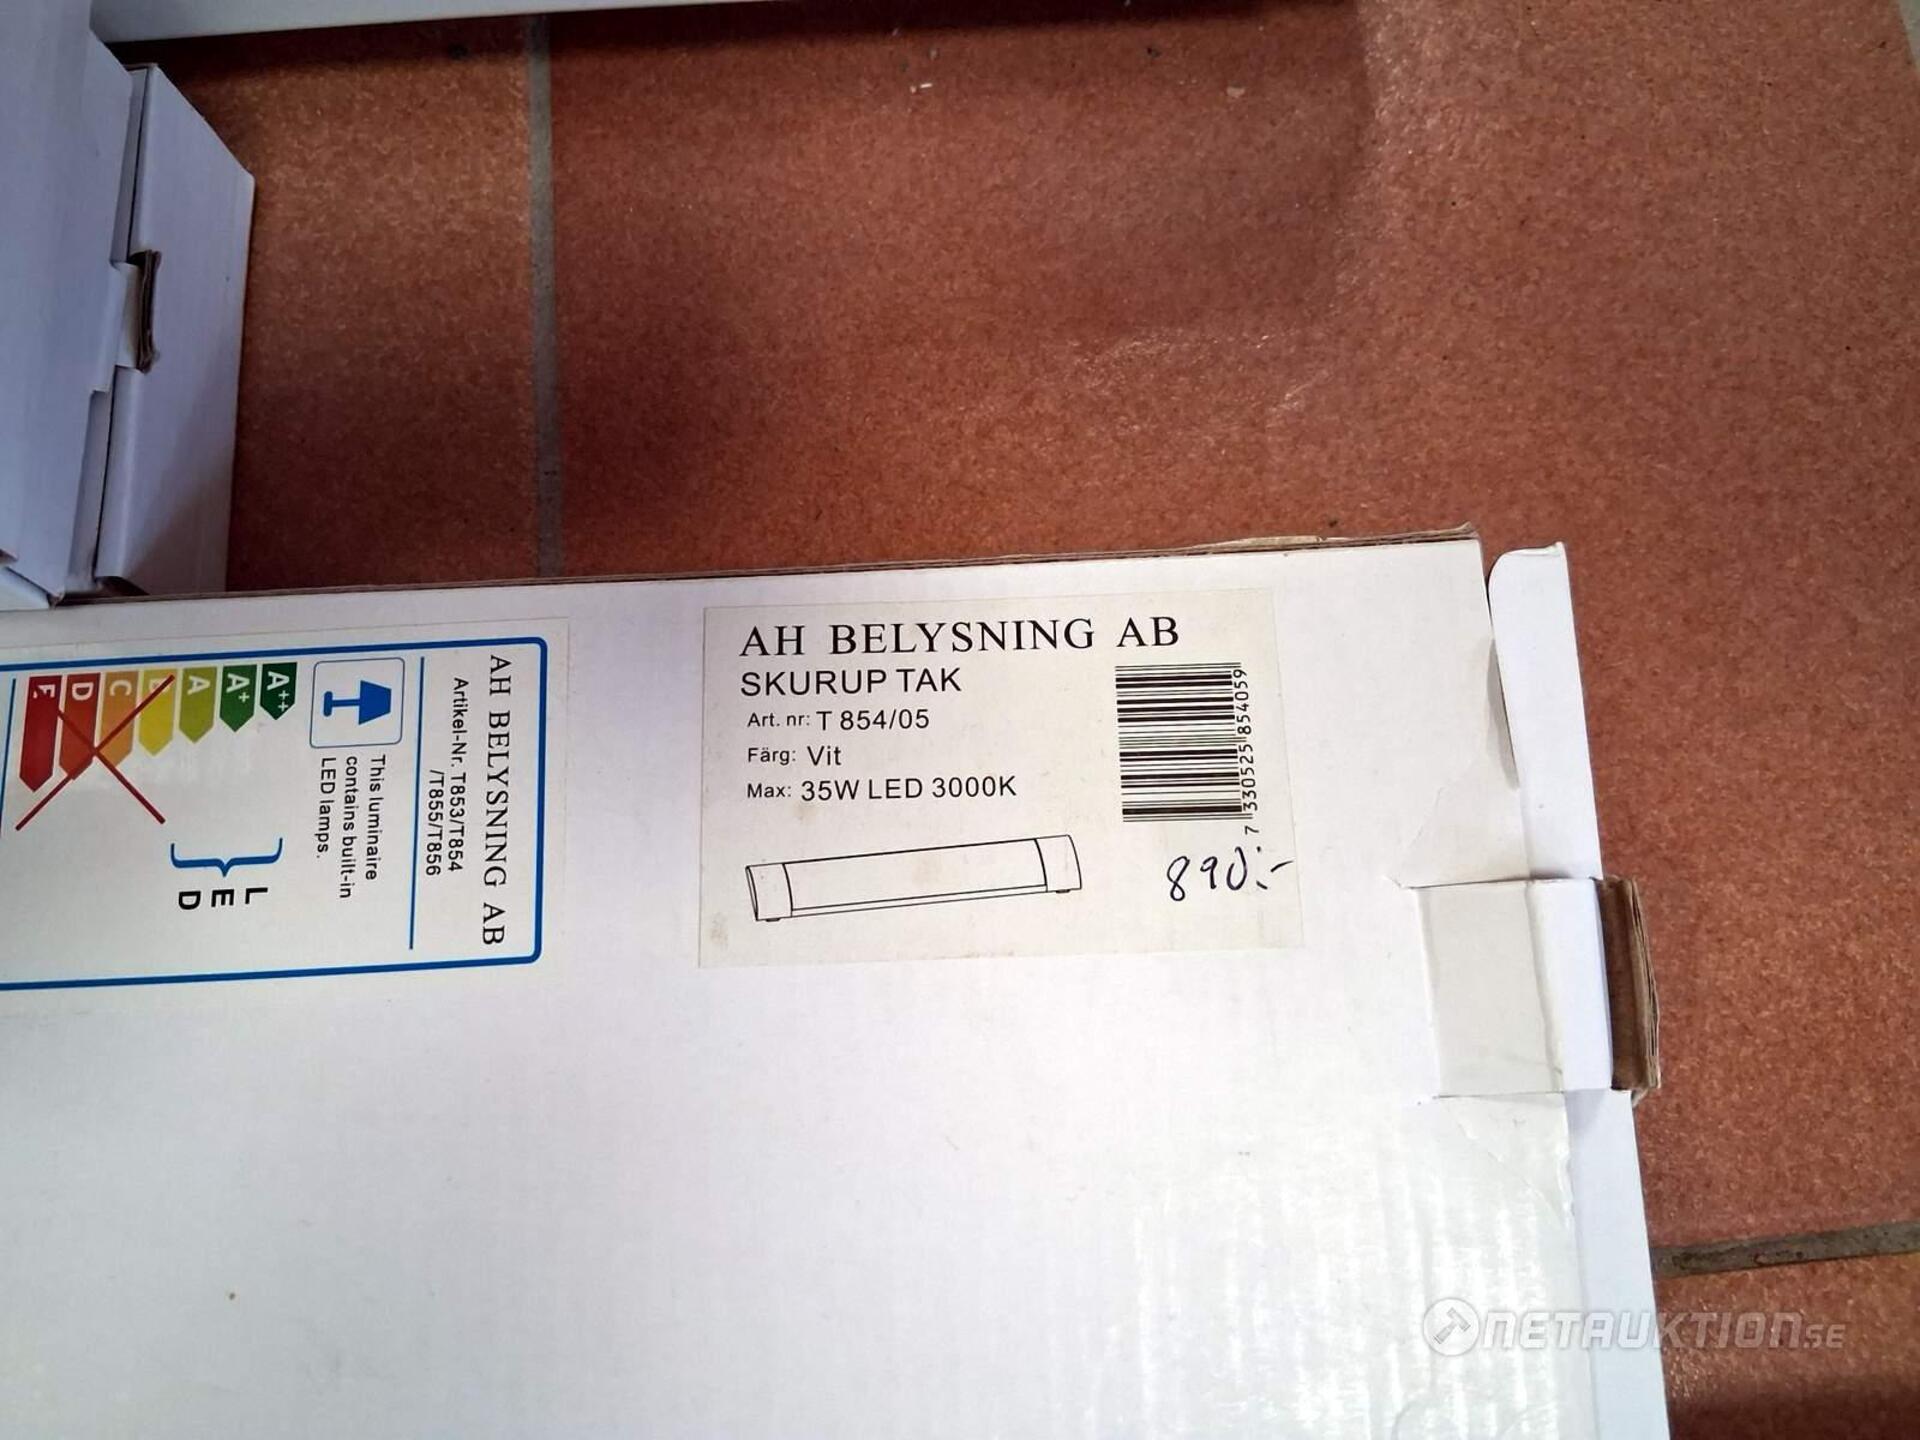 AH BELYSNING AB
SKURUP TAK
Art. nr: T 854/05
Färg: Vit
Max: 35W LED 3000K
7 330525 854059
890:-
AH BELYSNING AB
Artikel-Nr. T853/T854
/T855/T856
This luminaire
contains built-in
LED lamps.
A++
A+
A
B
C
D
E
L
E
D
NETAUKTION.SE